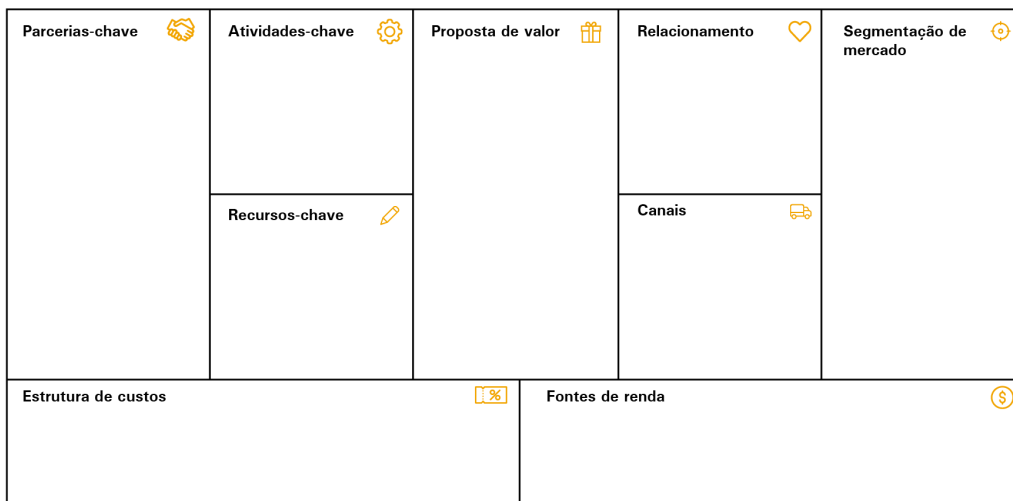 Parcerias-chave
Atividades-chave
Proposta de valor
Relacionamento
Segmentação de
mercado
Recursos-chave
Canais
Estrutura de custos
%
Fontes de renda
$